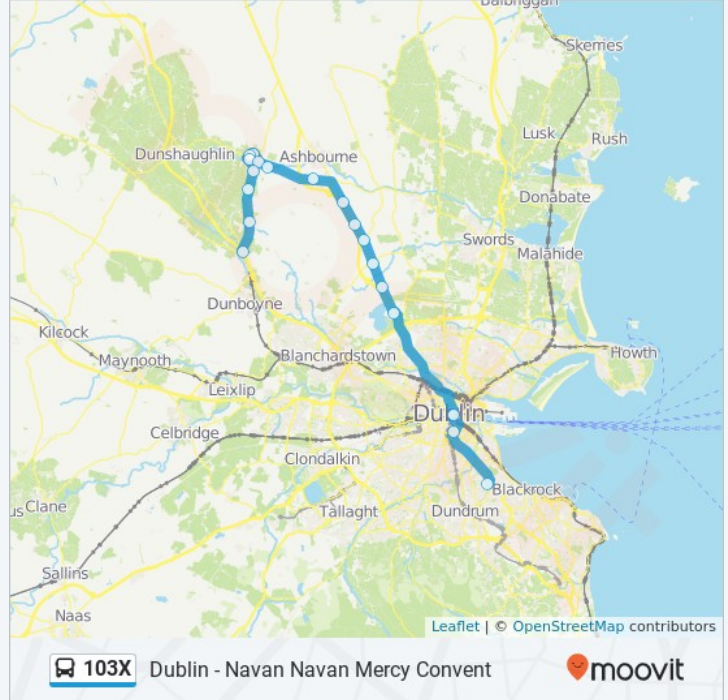 Balbriggan
Skerries
Lusk
Rush
Dunshaughlin
Ashbourne
Donabate
Swords
Malahide
Dunboyne
Kilcock
Maynooth
Blanchardstown
Howth
Leixlip
Dublin
Celbridge
Clondalkin
Blackrock
Clane
Tallaght
Dundrum
Sallins
Naas
Leaflet | © OpenStreetMap contributors
103X Dublin - Navan Navan Mercy Convent moovit